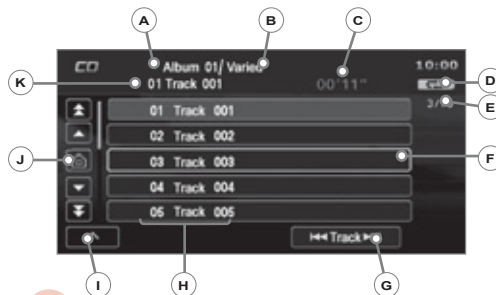 A
B
C
CD
Album 01/ Varied
10:00
K
01 Track 001
00'11"
D
3/
E
01 Track 001
02 Track 002
J
03 Track 003
F
04 Track 004
05 Track 005
Track
I
H
G